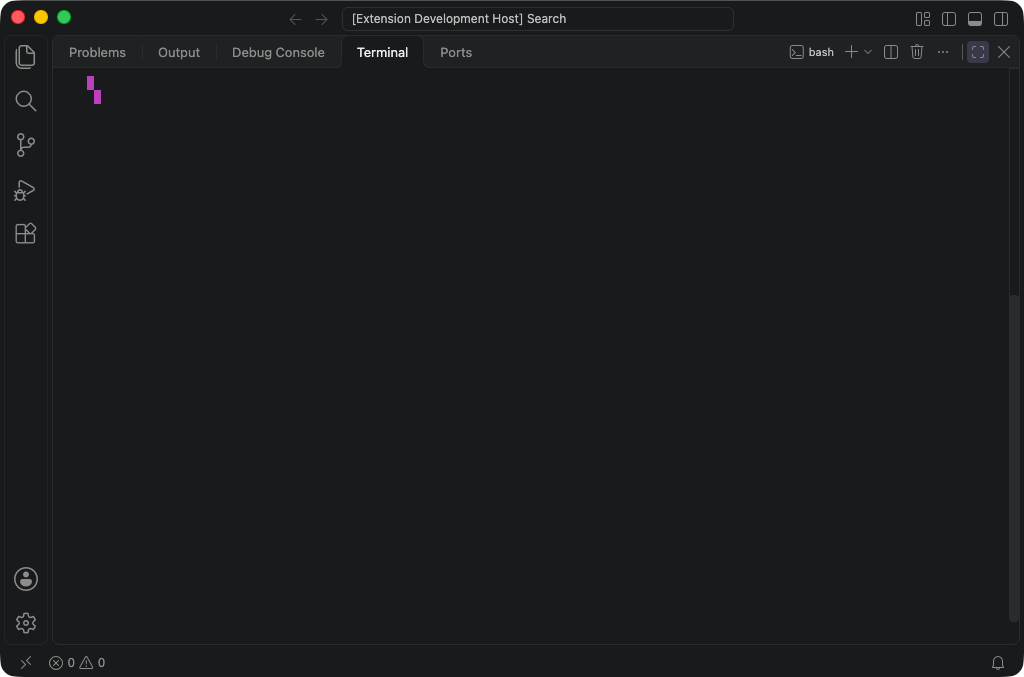 [Extension Development Host] Search
Problems
Output
Debug Console
Terminal
Ports
bash
0
0